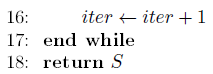 16: iter ← iter + 1
17: end while
18: return S